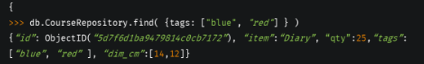 {
>>> db.CourseRepository.find( {tags: ["blue", "red"] } )
{"id": ObjectID("5d7f6d1ba9479814c0cb7172"), "item":"Diary", "qty":25,"tags":
["blue", "red" ], "dim_cm":[14,12]}